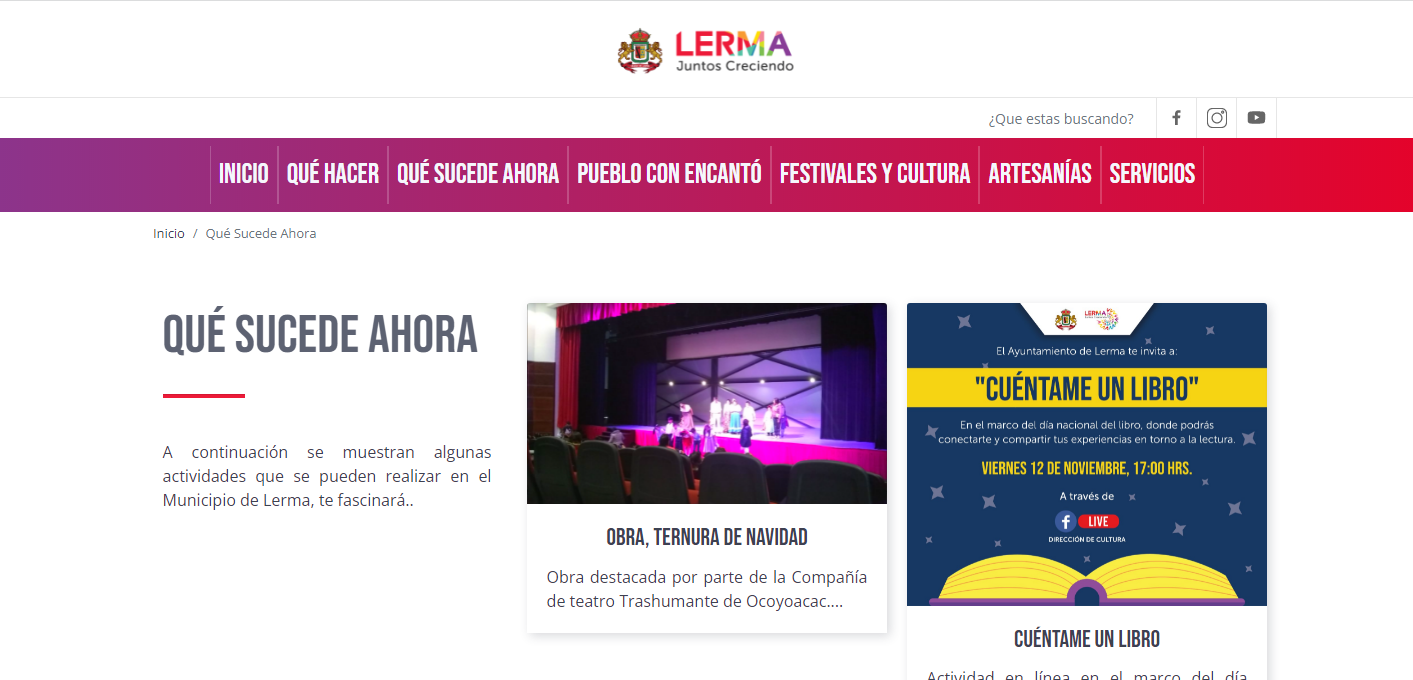 LERMA
Juntos Creciendo
¿Que estas buscando?
INICIO
QUÉ HACER
QUÉ SUCEDE AHORA
PUEBLO CON ENCANTÓ
FESTIVALES Y CULTURA
ARTESANÍAS
SERVICIOS
Inicio / Qué Sucede Ahora
QUÉ SUCEDE AHORA
A continuación se muestran algunas
actividades que se pueden realizar en el
Municipio de Lerma, te fascinará..
OBRA, TERNURA DE NAVIDAD
Obra destacada por parte de la Compañía
de teatro Trashumante de Ocoyoacac....
LERMA
El Ayuntamiento de Lerma te invita a:
"CUÉNTAME UN LIBRO"
En el marco del día nacional del libro, donde podrás
conectarte y compartir tus experiencias en torno a la lectura.
VIERNES 12 DE NOVIEMBRE, 17:00 HRS.
A través de
LIVE
DIRECCIÓN DE CULTURA
CUÉNTAME UN LIBRO
Actividad en línea en el marco del día